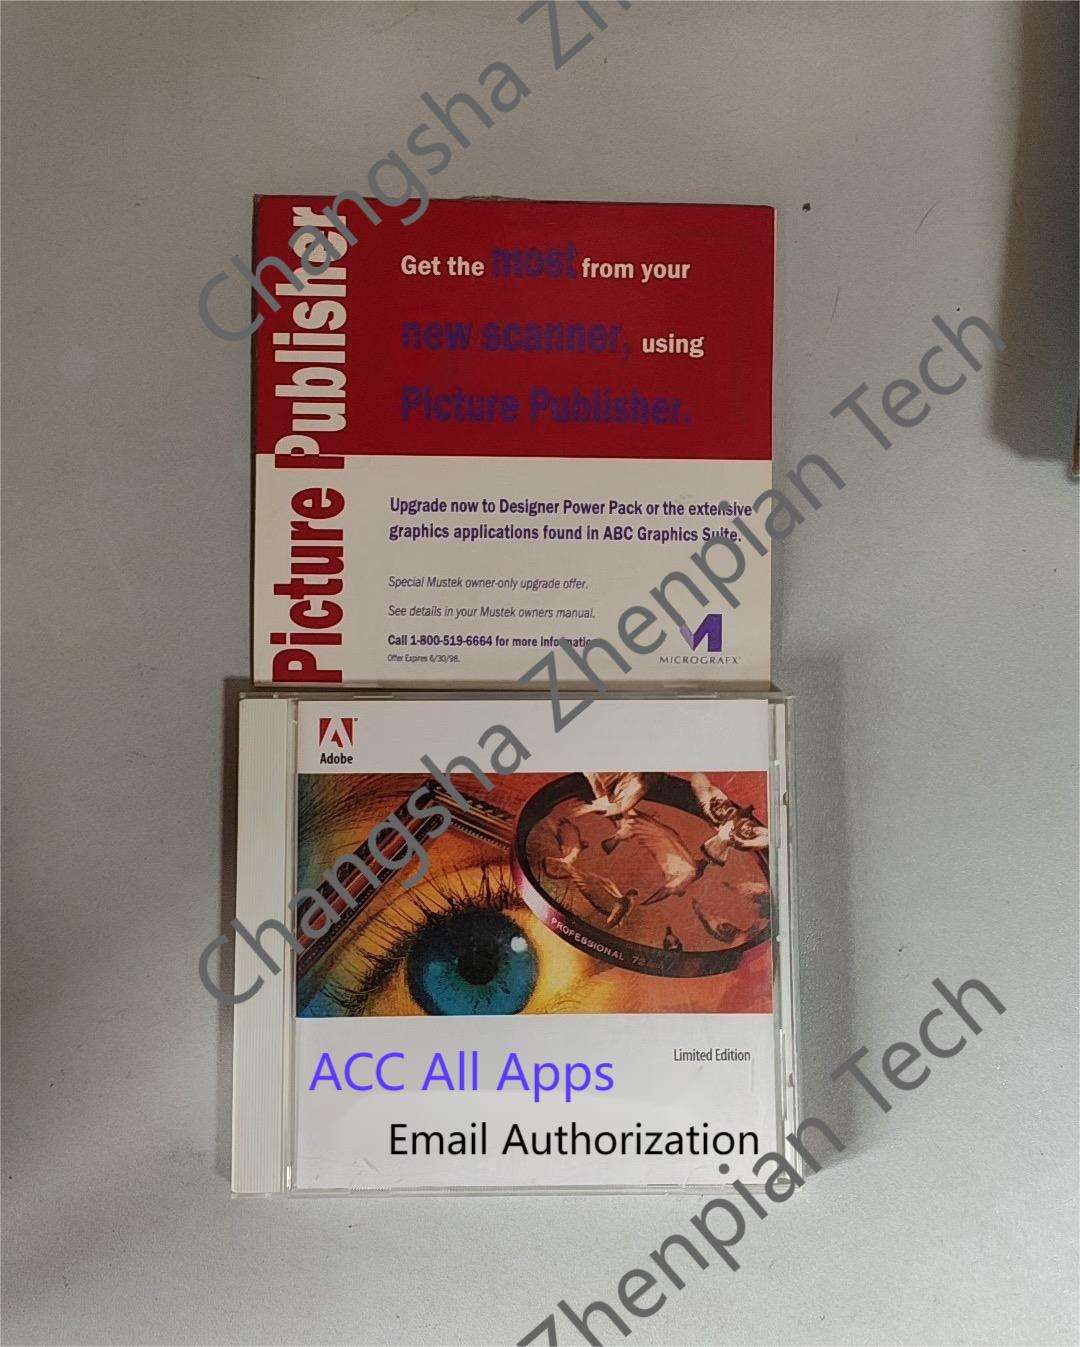 Changsha Zhenpian Tech
Picture Publisher
Get the most from your
new scanner, using
Picture Publisher.
Upgrade now to Designer Power Pack or the extensive
graphics applications found in ABC Graphics Suite.
Special Mustek owner-only upgrade offer.
See details in your Mustek owners manual.
Call 1-800-519-6664 for more information
Offer Expires 6/30/98.
MICROGRAFX
Changsha Zhenpian Tech
Adobe
PROFESSIONAL 72
Limited Edition
ACC All Apps
Email Authorization
Zhenpian Tech